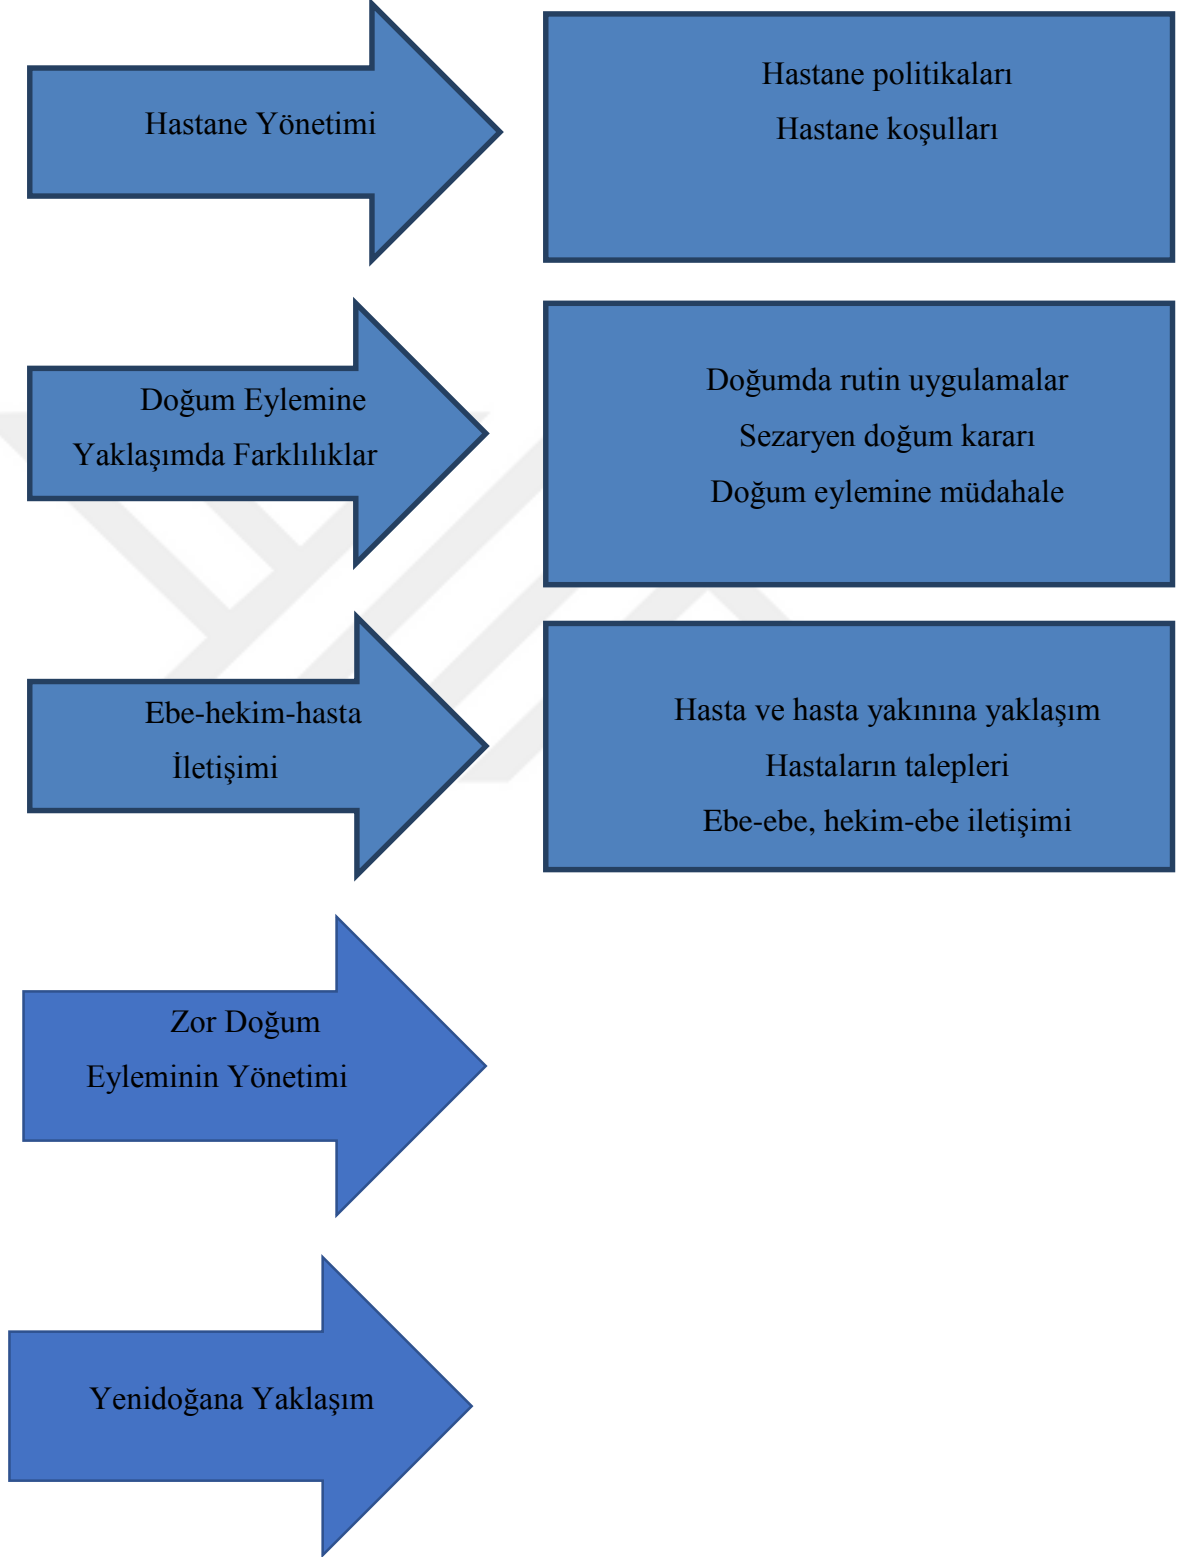 Hastane Yönetimi
Hastane politikaları
Hastane koşulları
Doğum Eylemine
Yaklaşımda Farklılıklar
Doğumda rutin uygulamalar
Sezaryen doğum kararı
Doğum eylemine müdahale
Ebe-hekim-hasta
İletişimi
Hasta ve hasta yakınına yaklaşım
Hastaların talepleri
Ebe-ebe, hekim-ebe iletişimi
Zor Doğum
Eyleminin Yönetimi
Yenidoğana Yaklaşım